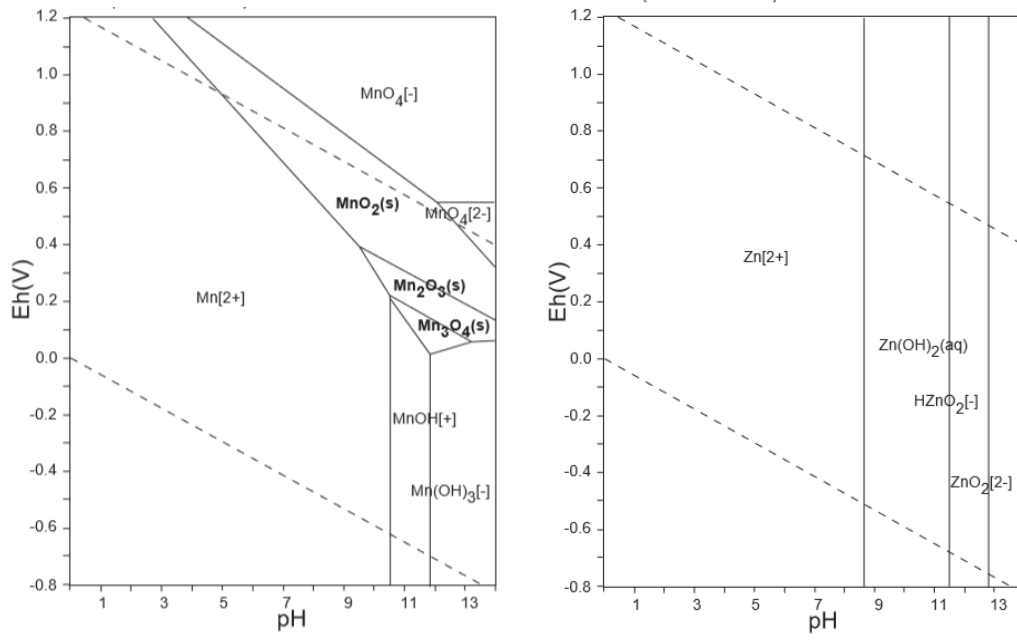 1.2
1.0
0.8
0.6
0.4
0.2
0.0
-0.2
-0.4
-0.6
-0.8
Eh(V)
1 3 5 7 9 11 13
pH
MnO4[-]
MnO2(s)
MnO4[2-]
Mn2O3(s)
Mn[2+]
Mn3O4(s)
MnOH[+]
Mn(OH)3[-]
1.2
1.0
0.8
0.6
0.4
0.2
0.0
-0.2
-0.4
-0.6
-0.8
Eh(V)
1 3 5 7 9 11 13
pH
Zn[2+]
Zn(OH)2(aq)
HZnO2[-]
ZnO2[2-]